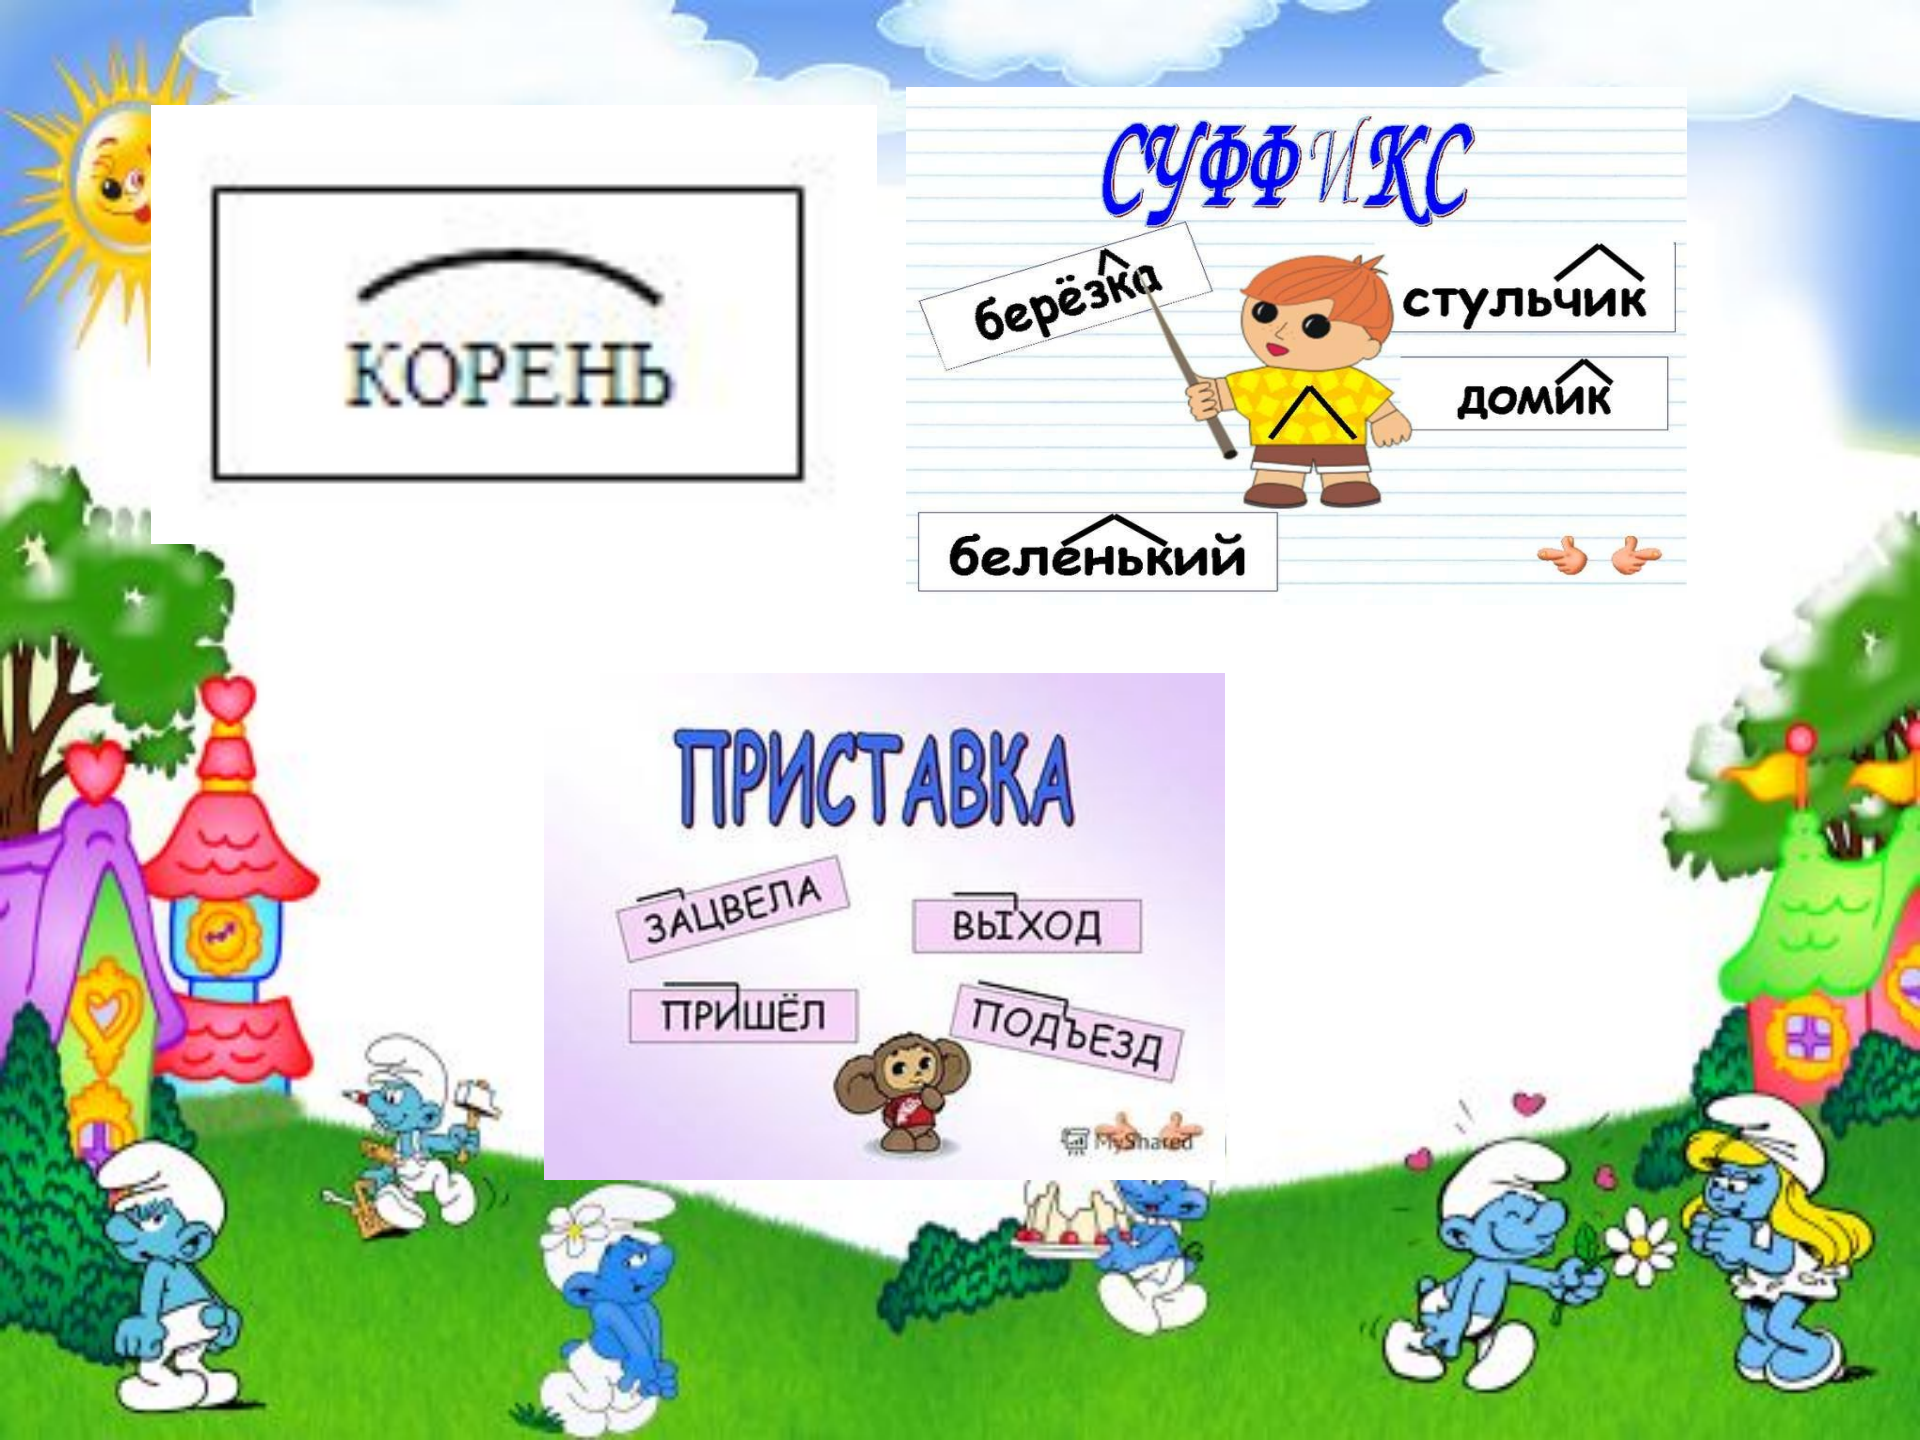 КОРЕНЬ
СУФФИКС
берёзка
стульчик
домик
беленький
ПРИСТАВКА
ЗАЦВЕЛА
ВЫХОД
ПРИШЁЛ
ПОДЪЕЗД
MyShared